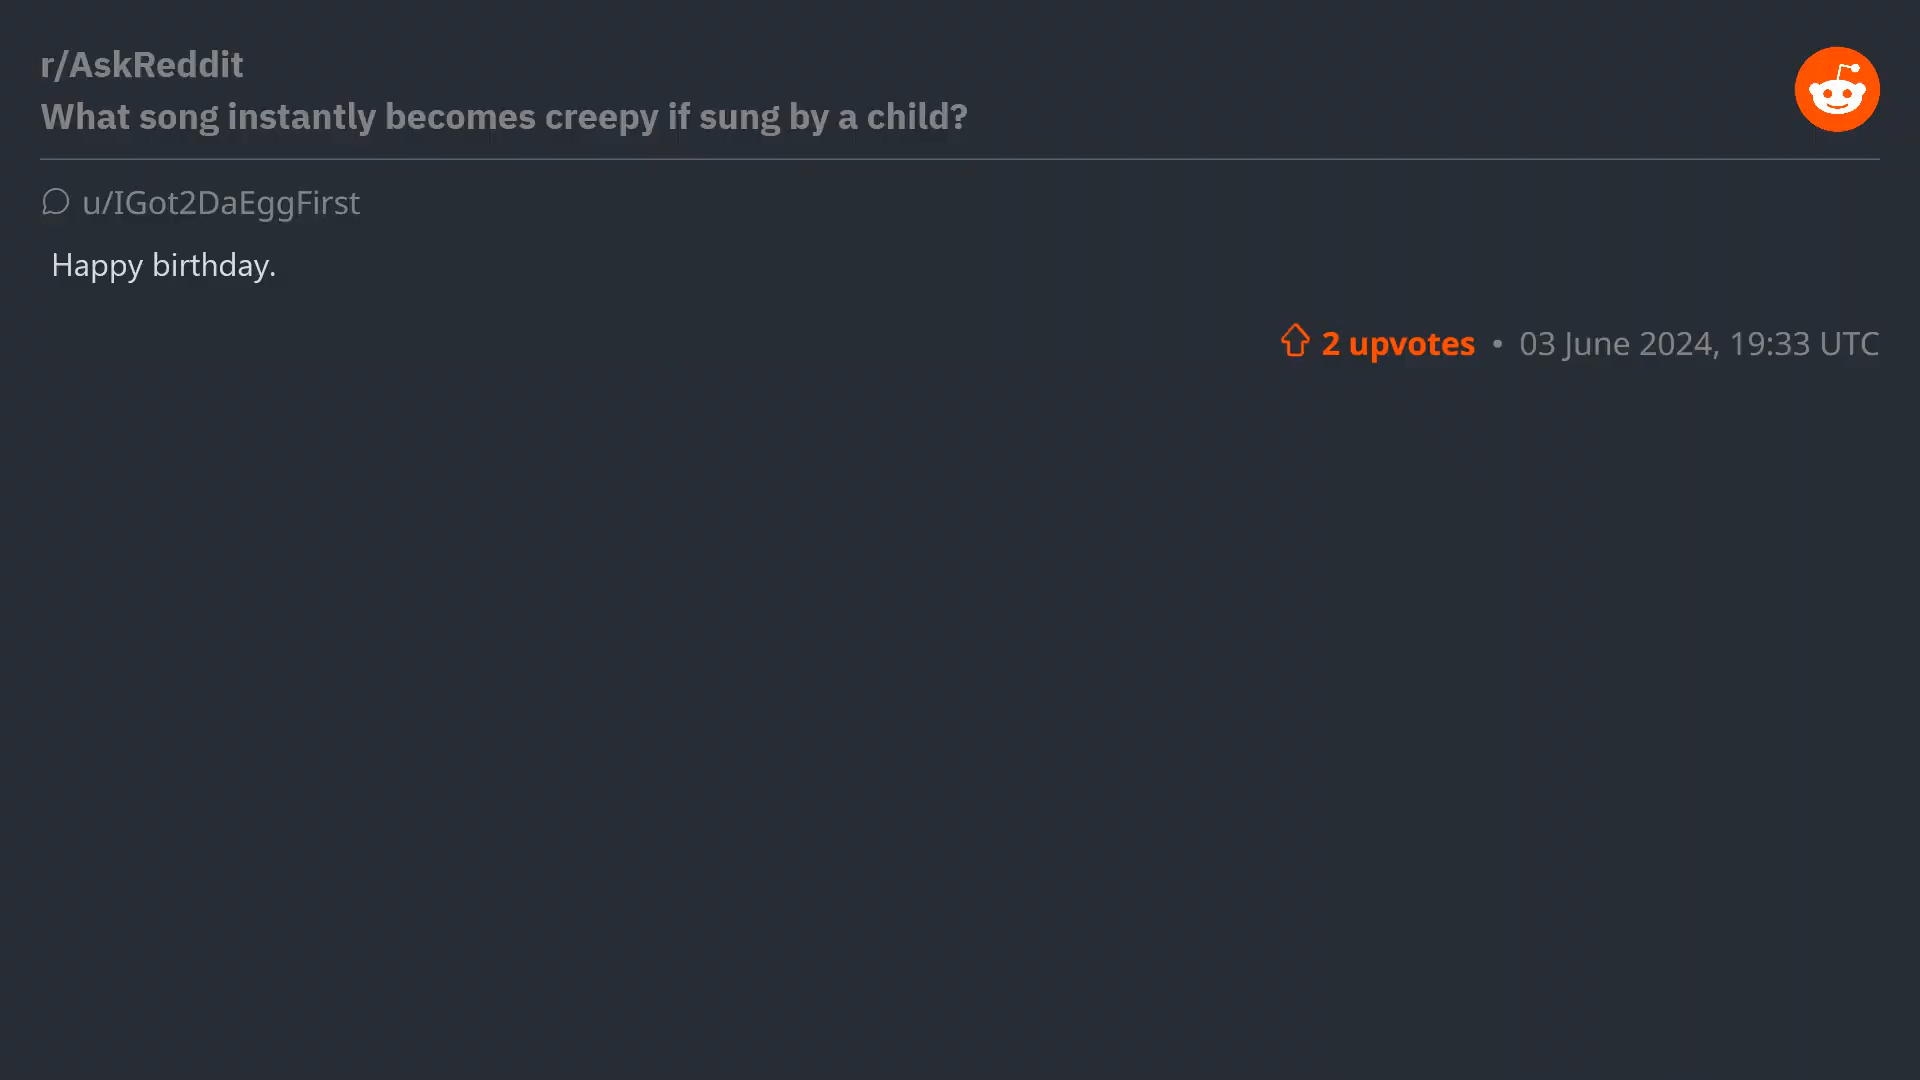 r/AskReddit
What song instantly becomes creepy if sung by a child?
u/IGot2DaEggFirst
Happy birthday.
2 upvotes • 03 June 2024, 19:33 UTC